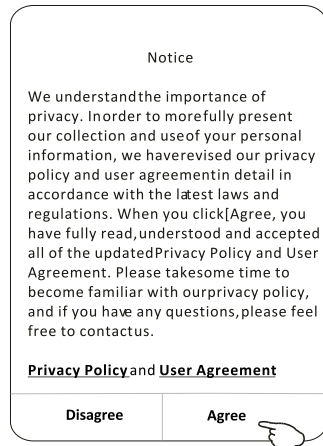 Notice
We understandthe importance of
privacy. Inorder to morefully present
our collection and useof your personal
information, we haverevised our privacy
policy and user agreementin detail in
accordance with the latest laws and
regulations. When you click[Agree, you
have fully read,understood and accepted
all of the updatedPrivacy Policy and User
Agreement. Please takesome time to
become familiar with ourprivacy policy,
and if you have any questions,please feel
free to contactus.
Privacy Policy and User Agreement
Disagree Agree